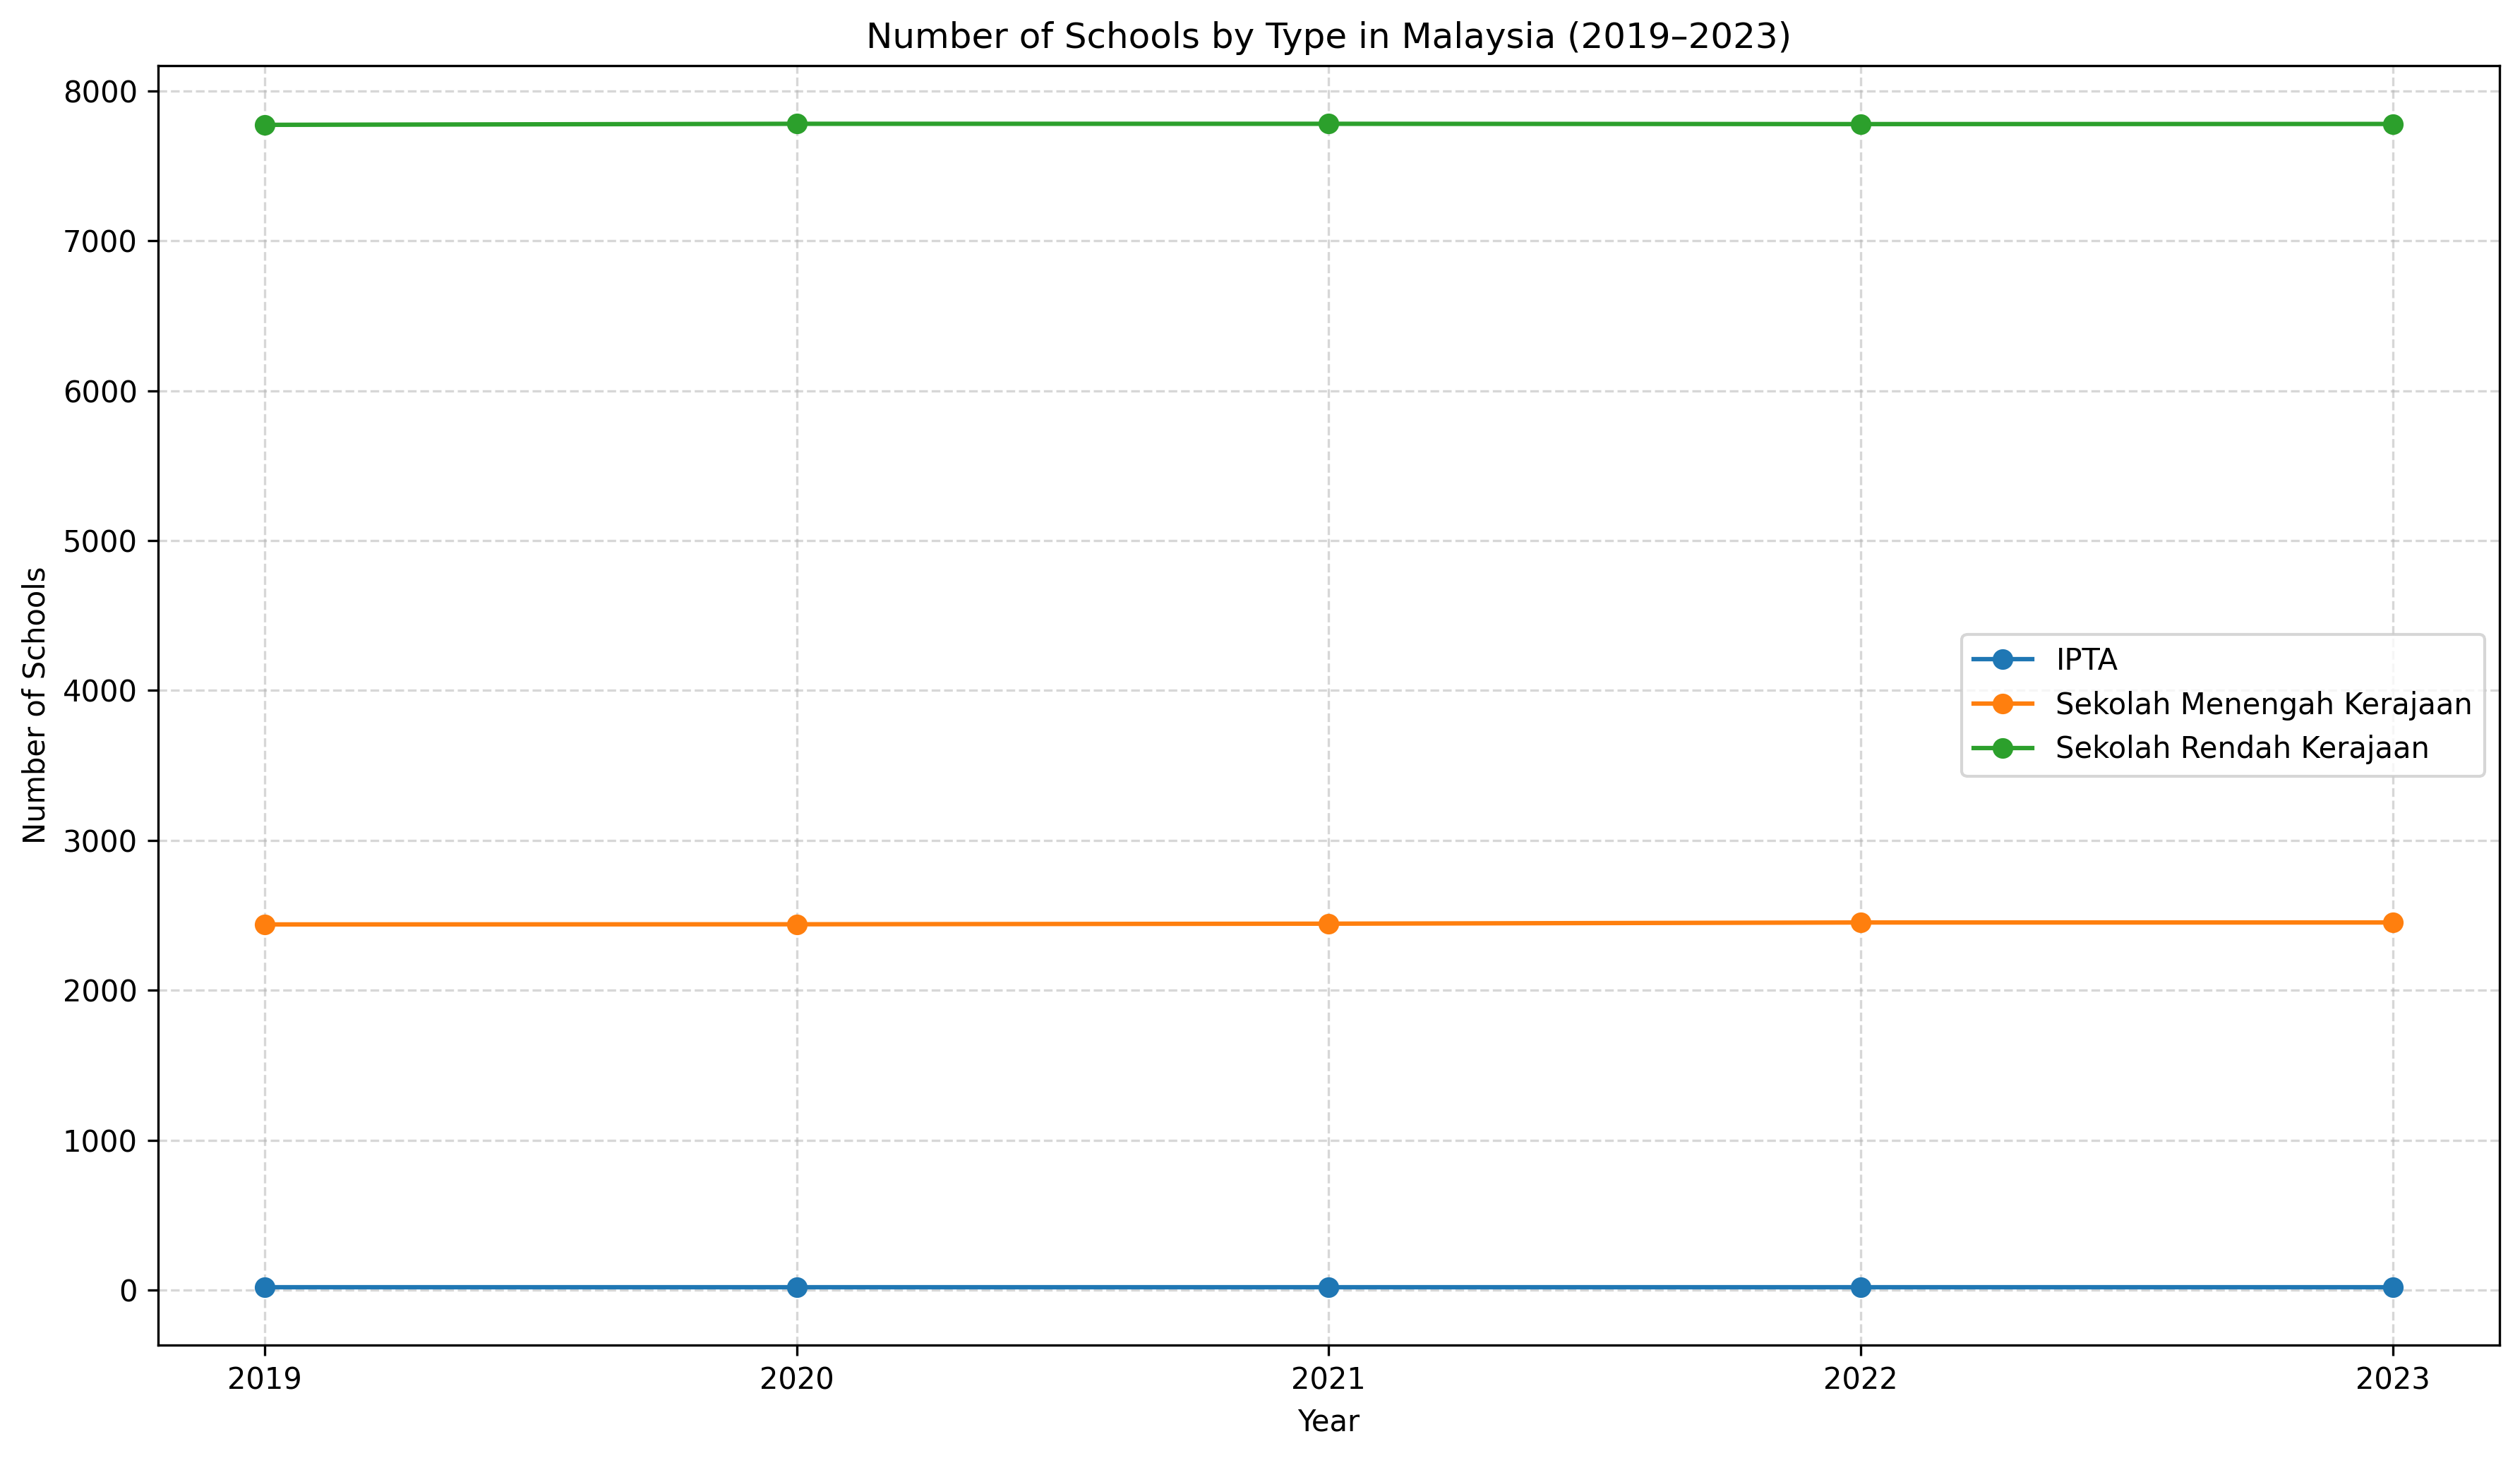 Number of Schools by Type in Malaysia (2019–2023)
8000
7000
6000
5000
4000
3000
2000
1000
0
Number of Schools
IPTA
Sekolah Menengah Kerajaan
Sekolah Rendah Kerajaan
2019 2020 2021 2022 2023
Year